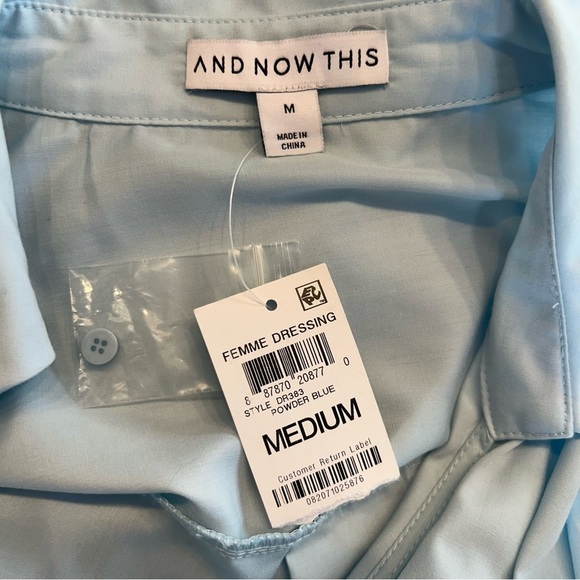 AND NOW THIS
M
MADE IN
CHINA
FEMME DRESSING
8 87870 20877 0
STYLE DR383
POWDER BLUE
MEDIUM
Customer Return Label
082071025876